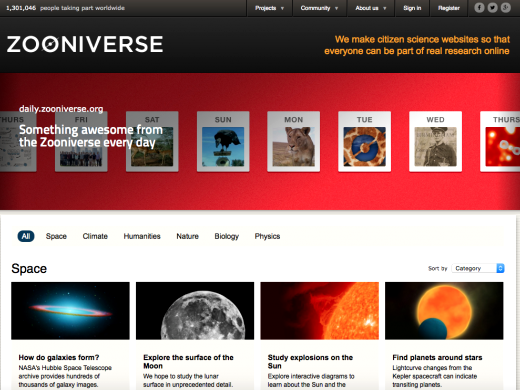 1,301,046 people taking part worldwide
Projects Community About us Sign in Register
ZOONIVERSE
We make citizen science websites so that
everyone can be part of real research online
daily.zooniverse.org
Something awesome from
the Zooniverse every day
THURS FRI SAT SUN MON TUE WED THURS
All Space Climate Humanities Nature Biology Physics
Space
Sort by Category
How do galaxies form?
NASA's Hubble Space Telescope
archive provides hundreds of
thousands of galaxy images.
Explore the surface of the
Moon
We hope to study the lunar
surface in unprecedented detail.
Study explosions on the
Sun
Explore interactive diagrams to
learn about the Sun and the
Find planets around stars
Lightcurve changes from the
Kepler spacecraft can indicate
transiting planets.